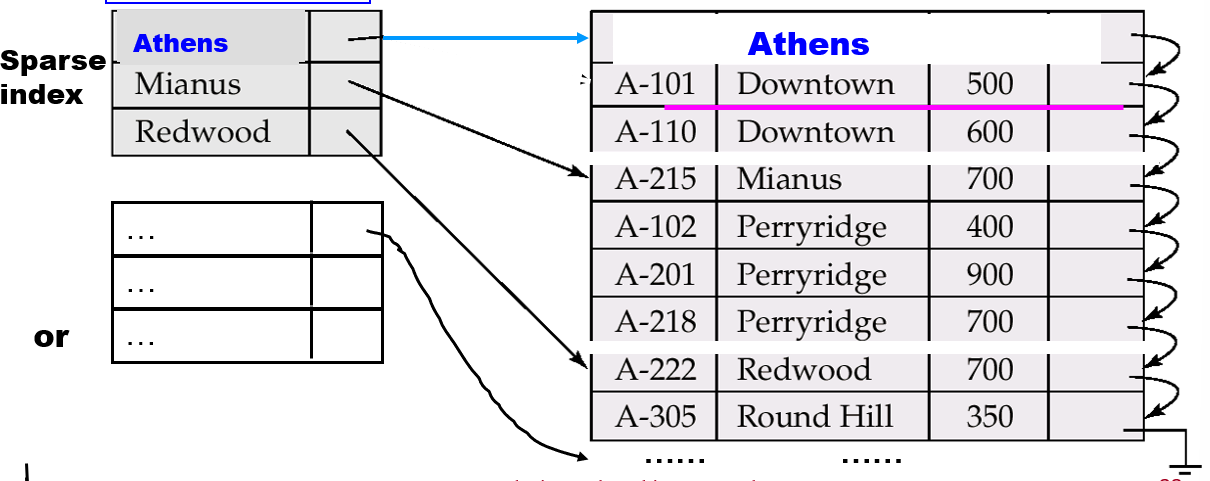 Sparse
index
Athens
Mianus
Redwood
or
...
...
...
Athens
A-101 Downtown 500
A-110 Downtown 600
A-215 Mianus 700
A-102 Perryridge 400
A-201 Perryridge 900
A-218 Perryridge 700
A-222 Redwood 700
A-305 Round Hill 350
...... ......